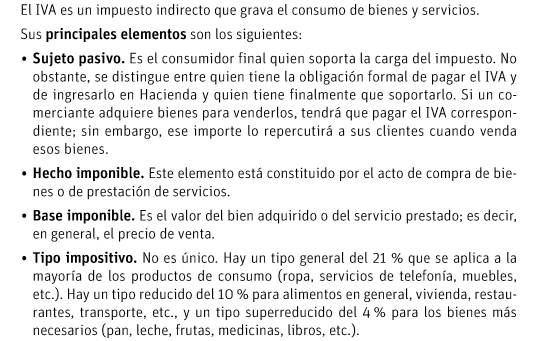 El IVA es un impuesto indirecto que grava el consumo de bienes y servicios.
Sus principales elementos son los siguientes:
• Sujeto pasivo. Es el consumidor final quien soporta la carga del impuesto. No
obstante, se distingue entre quien tiene la obligación formal de pagar el IVA y
de ingresarlo en Hacienda y quien tiene finalmente que soportarlo. Si un co-
merciante adquiere bienes para venderlos, tendrá que pagar el IVA correspon-
diente; sin embargo, ese importe lo repercutirá a sus clientes cuando venda
esos bienes.
• Hecho imponible. Este elemento está constituido por el acto de compra de bie-
nes o de prestación de servicios.
• Base imponible. Es el valor del bien adquirido o del servicio prestado; es decir,
en general, el precio de venta.
• Tipo impositivo. No es único. Hay un tipo general del 21 % que se aplica a la
mayoría de los productos de consumo (ropa, servicios de telefonía, muebles,
etc.). Hay un tipo reducido del 10 % para alimentos en general, vivienda, restau-
rantes, transporte, etc., y un tipo superreducido del 4 % para los bienes más
necesarios (pan, leche, frutas, medicinas, libros, etc.).